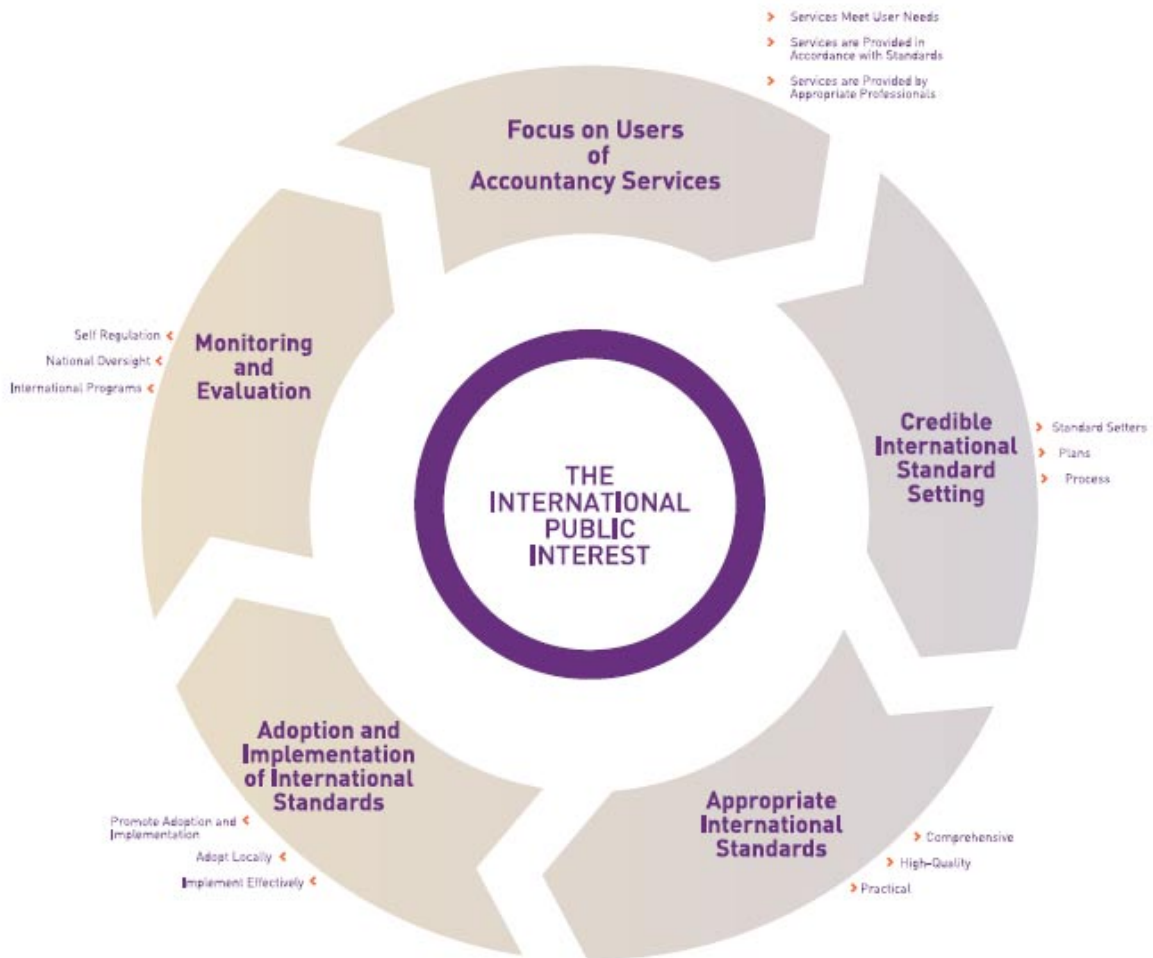 Services Meet User Needs
Services are Provided in
Accordance with Standards
Services are Provided by
Appropriate Professionals
Focus on Users
of
Accountancy Services
Credible
International
Standard
Setting
Standard Setters
Plans
Process
Appropriate
International
Standards
Comprehensive
High-Quality
Practical
Adoption and
Implementation
of International
Standards
Promote Adoption and
Implementation
Adopt Locally
Implement Effectively
Monitoring
and
Evaluation
Self Regulation
National Oversight
International Programs
THE
INTERNATIONAL
PUBLIC
INTEREST